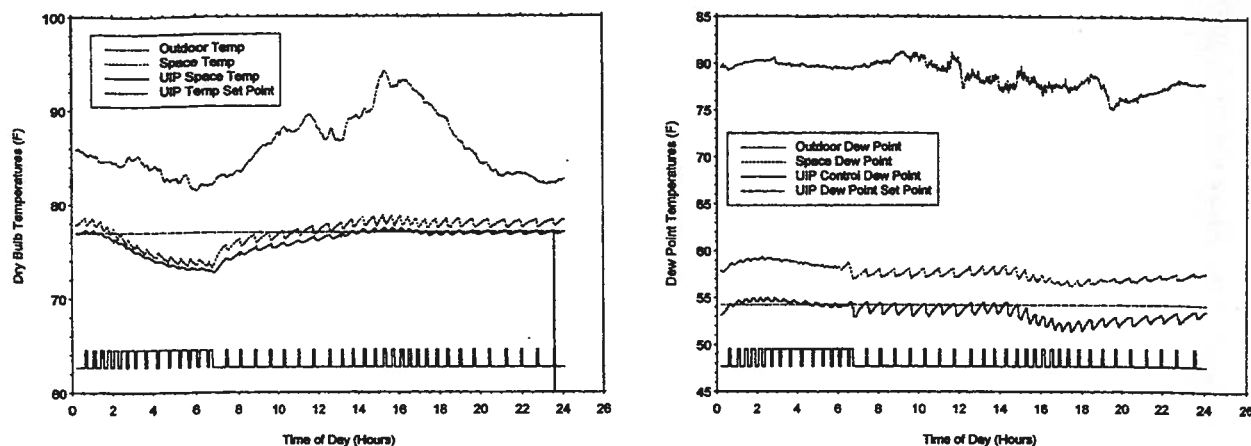 100
90
80
70
60
Dry Bulb Temperatures (F)
Outdoor Temp
Space Temp
UIP Space Temp
UIP Temp Set Point
0 2 4 6 8 10 12 14 16 18 20 22 24 26
Time of Day (Hours)
85
80
75
70
65
60
55
50
45
Dew Point Temperatures (F)
Outdoor Dew Point
Space Dew Point
UIP Control Dew Point
UIP Dew Point Set Point
0 2 4 6 8 10 12 14 16 18 20 22 24 26
Time of Day (Hours)